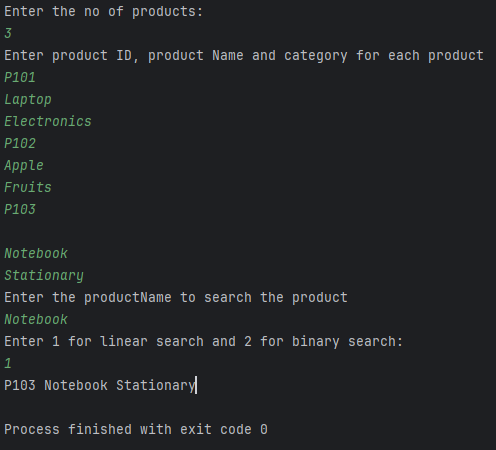 Enter the no of products:
3
Enter product ID, product Name and category for each product
P101
Laptop
Electronics
P102
Apple
Fruits
P103
Notebook
Stationary
Enter the productName to search the product
Notebook
Enter 1 for linear search and 2 for binary search:
1
P103 Notebook Stationary
Process finished with exit code 0